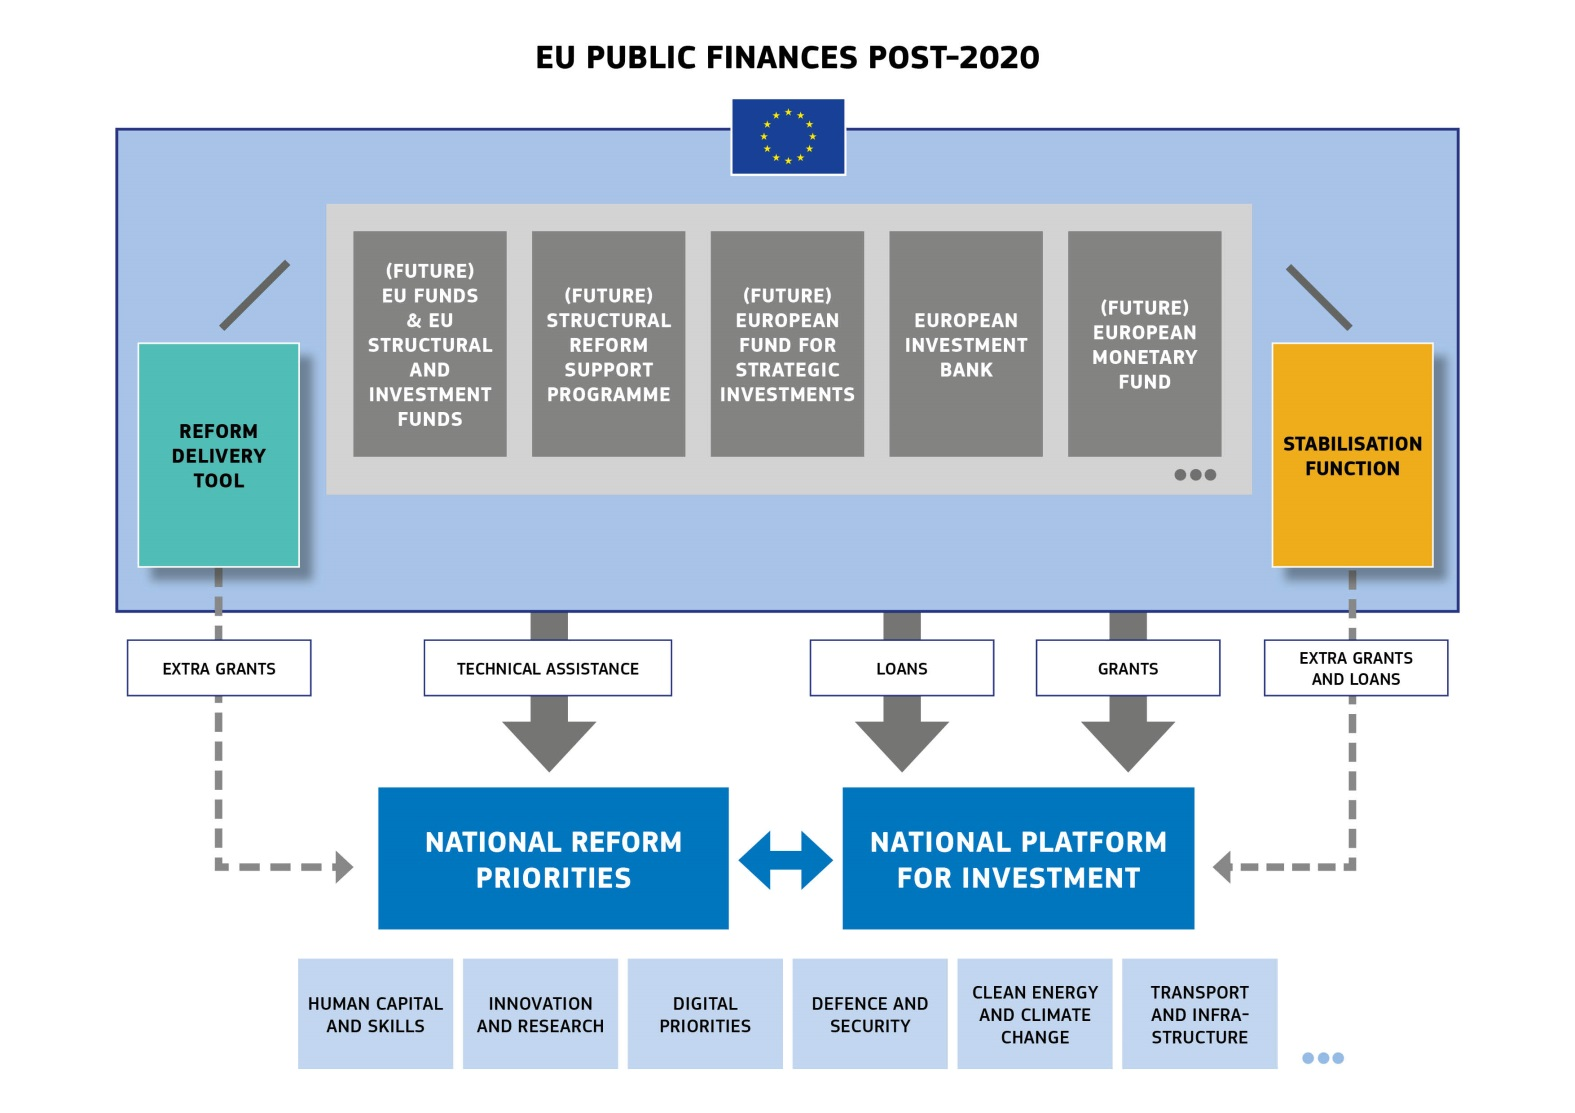 EU PUBLIC FINANCES POST-2020
(FUTURE)
EU FUNDS
& EU
STRUCTURAL
AND
INVESTMENT
FUNDS
(FUTURE)
STRUCTURAL
REFORM
SUPPORT
PROGRAMME
(FUTURE)
EUROPEAN
FUND FOR
STRATEGIC
INVESTMENTS
EUROPEAN
INVESTMENT
BANK
(FUTURE)
EUROPEAN
MONETARY
FUND
REFORM
DELIVERY
TOOL
STABILISATION
FUNCTION
EXTRA GRANTS
TECHNICAL ASSISTANCE
LOANS
GRANTS
EXTRA GRANTS
AND LOANS
NATIONAL REFORM
PRIORITIES
NATIONAL PLATFORM
FOR INVESTMENT
HUMAN CAPITAL
AND SKILLS
INNOVATION
AND RESEARCH
DIGITAL
PRIORITIES
DEFENCE AND
SECURITY
CLEAN ENERGY
AND CLIMATE
CHANGE
TRANSPORT
AND INFRA-
STRUCTURE